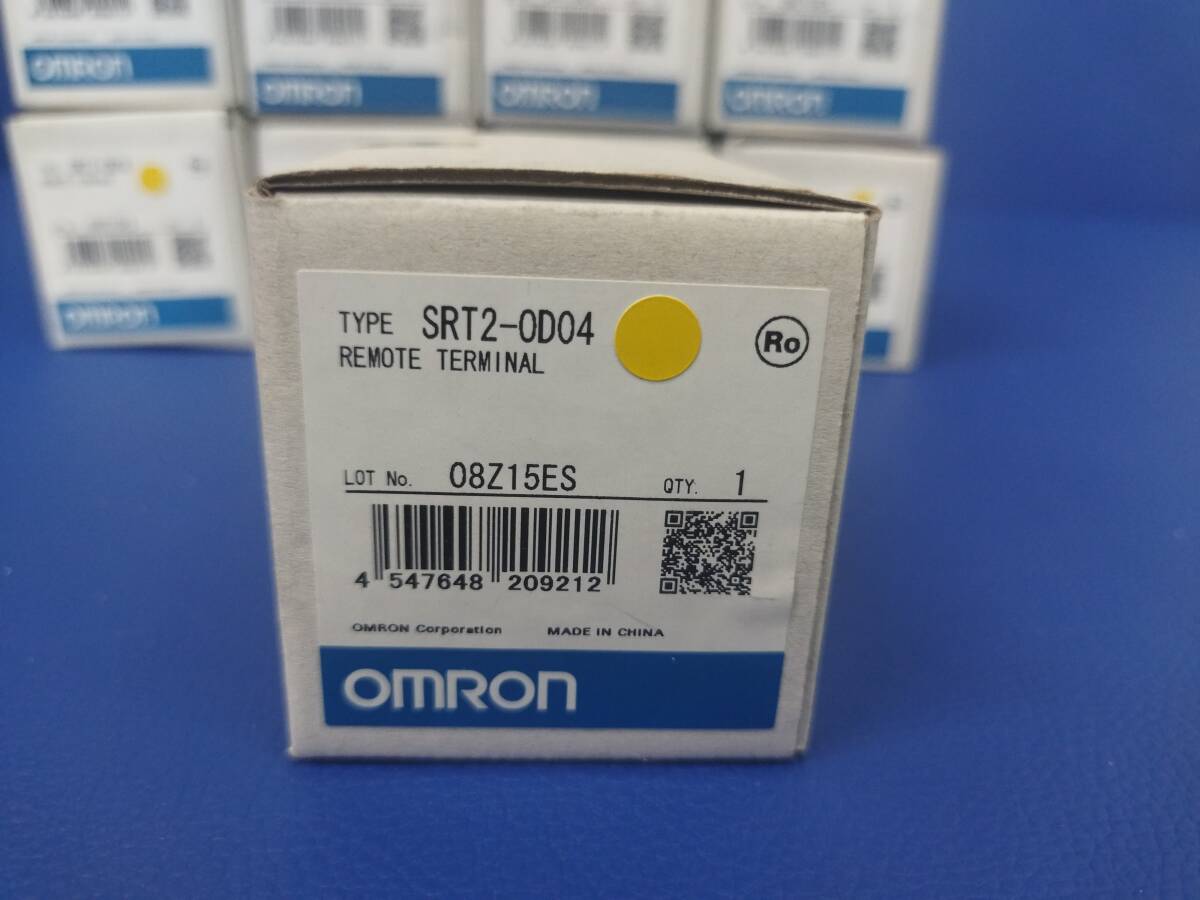 omron
omron
omron
omron
omron
TYPE SRT2-OD04
Ro
REMOTE TERMINAL
LOT No. 08Z15ES QTY. 1
4 547648 209212
OMRON Corporation MADE IN CHINA
omron